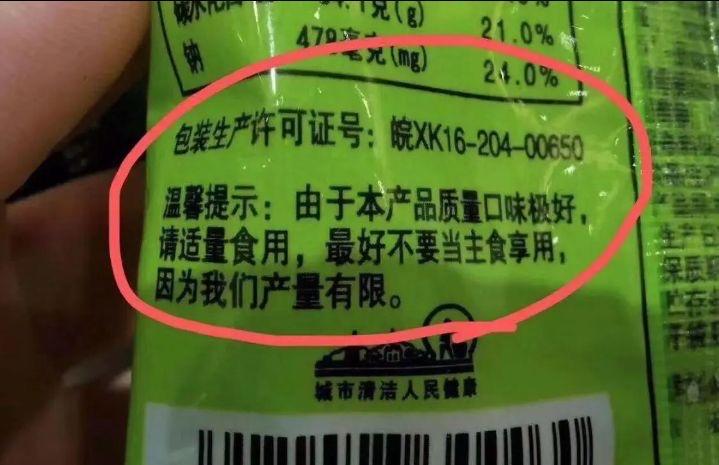 克(g) 21.0%
钠 478毫克(mg) 24.0%
包装生产许可证号：皖XK16-204-00650
温馨提示：由于本产品质量口味极好，
请适量食用，最好不要当主食享用，
因为我们产量有限。
城市清洁人民健康